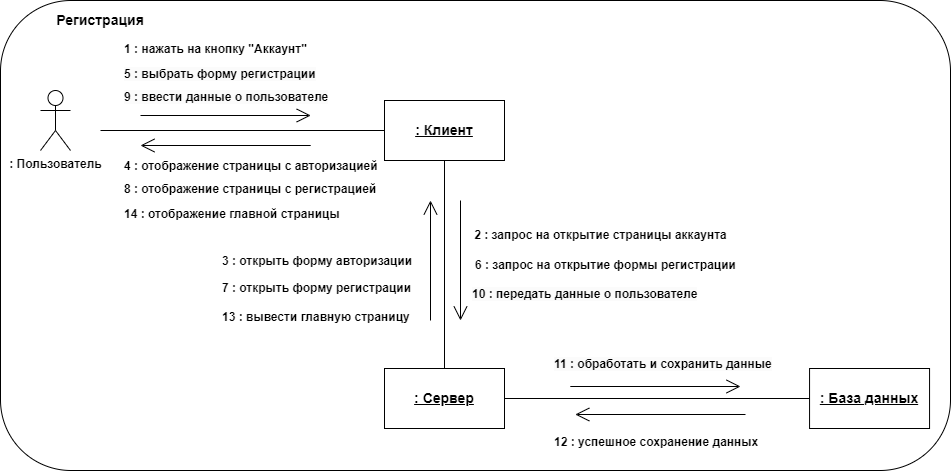 Регистрация
1 : нажать на кнопку "Аккаунт"
5 : выбрать форму регистрации
9 : ввести данные о пользователе
: Клиент
: Пользователь
4 : отображение страницы с авторизацией
8 : отображение страницы с регистрацией
14 : отображение главной страницы
2 : запрос на открытие страницы аккаунта
3 : открыть форму авторизации
6 : запрос на открытие формы регистрации
7 : открыть форму регистрации
10 : передать данные о пользователе
13 : вывести главную страницу
11 : обработать и сохранить данные
: Сервер
: База данных
12 : успешное сохранение данных